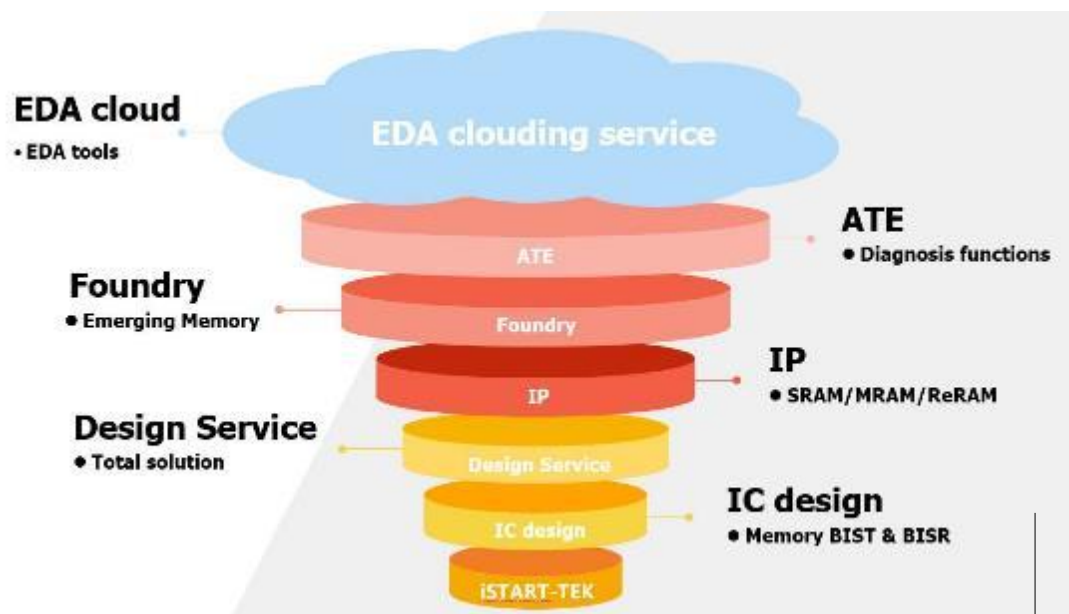 EDA cloud
• EDA tools
EDA clouding service
ATE
● Diagnosis functions
ATE
Foundry
● Emerging Memory
Foundry
IP
● SRAM/MRAM/ReRAM
IP
Design Service
● Total solution
Design Service
IC design
● Memory BIST & BISR
IC design
iSTART-TEK